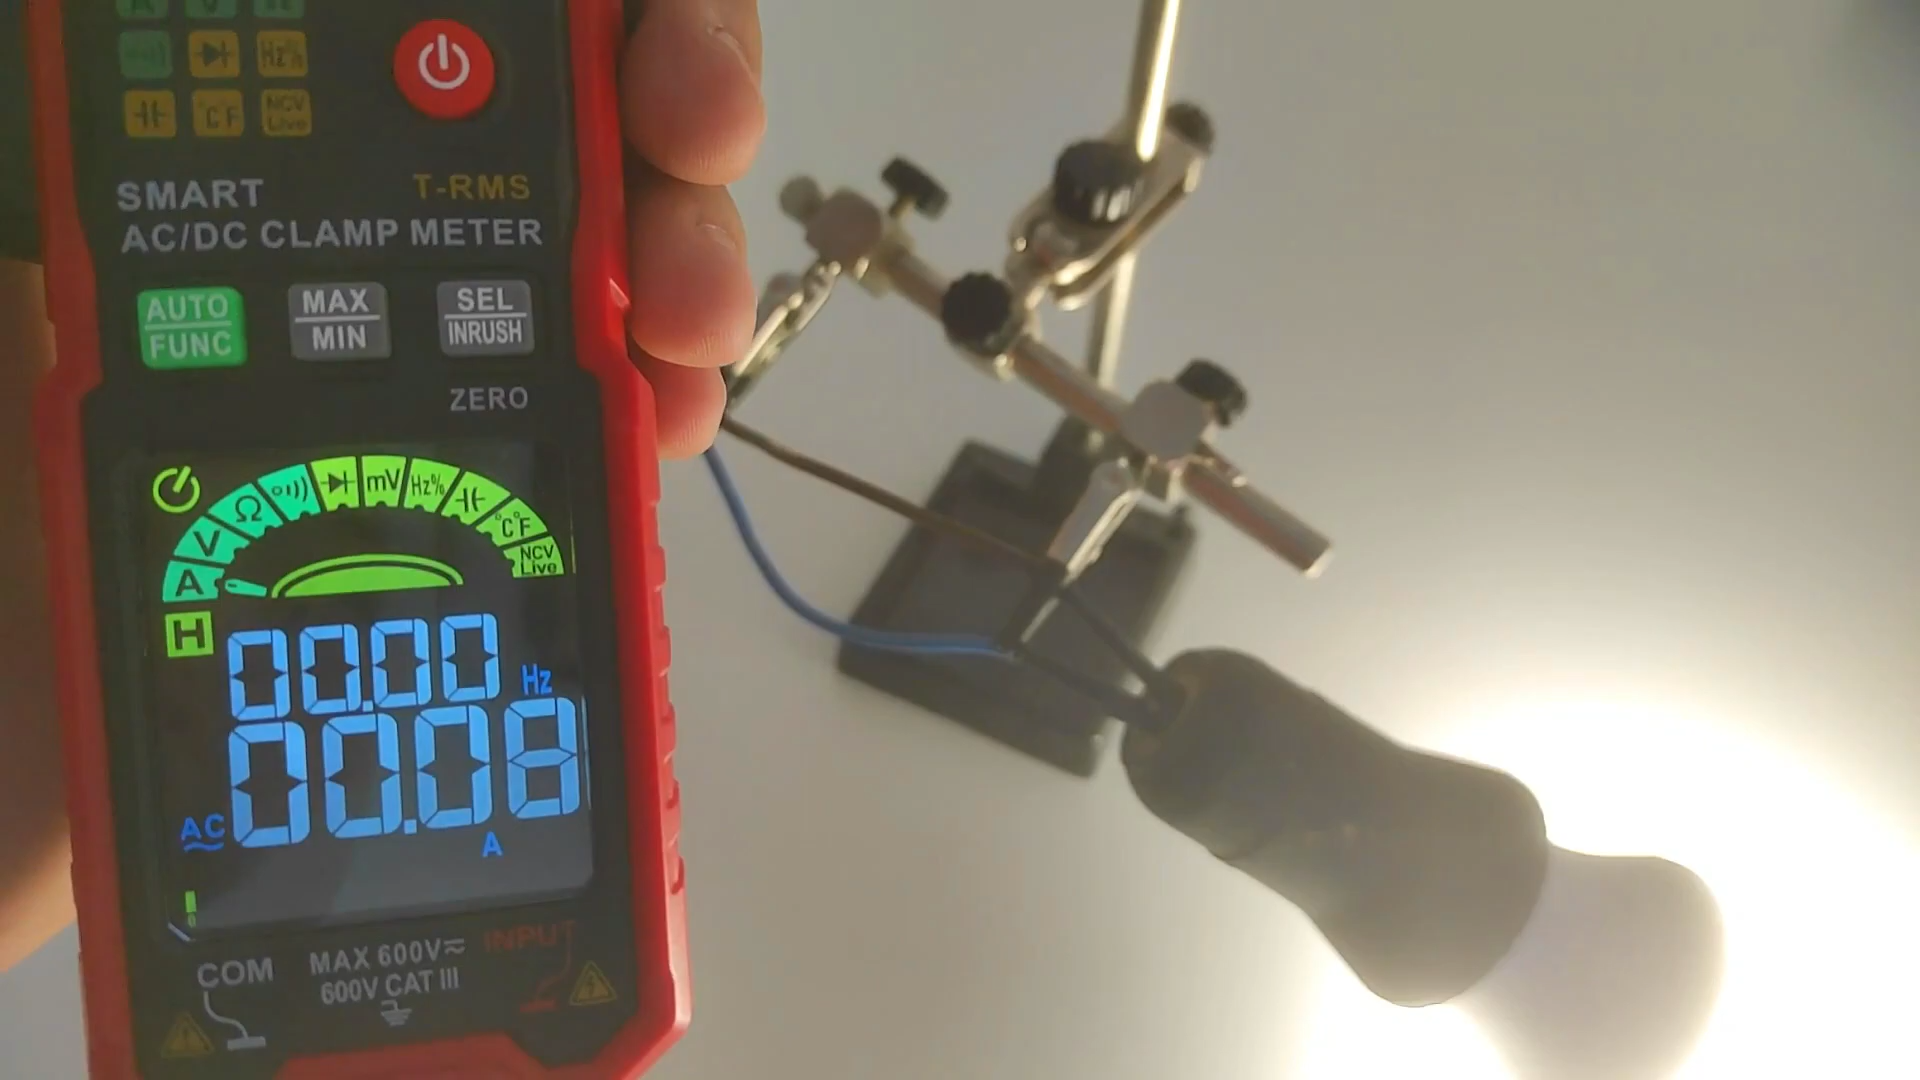 A V Ω
Hz%
°C°F NCV Live
SMART T-RMS
AC/DC CLAMP METER
AUTO FUNC MAX MIN SEL INRUSH
ZERO
A V Ω mV Hz% °C°F NCV Live
H
00.00 Hz
AC 00.08
A
0
COM MAX 600V INPUT
600V CAT III